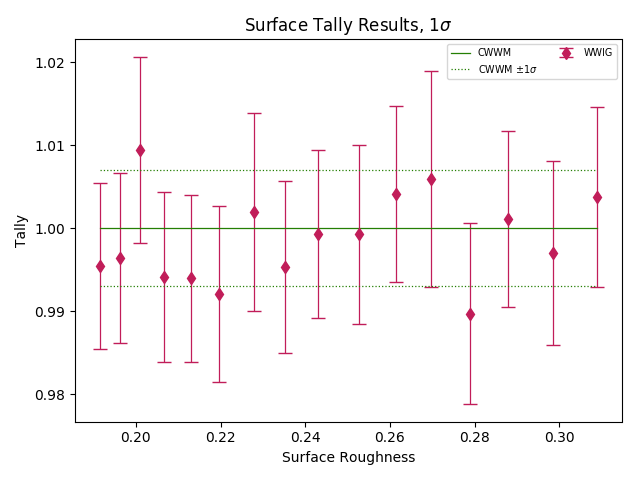 Surface Tally Results, 1σ
CWWM
CWWM ±1σ
WWIG
1.02
1.01
1.00
0.99
0.98
Tally
0.20 0.22 0.24 0.26 0.28 0.30
Surface Roughness